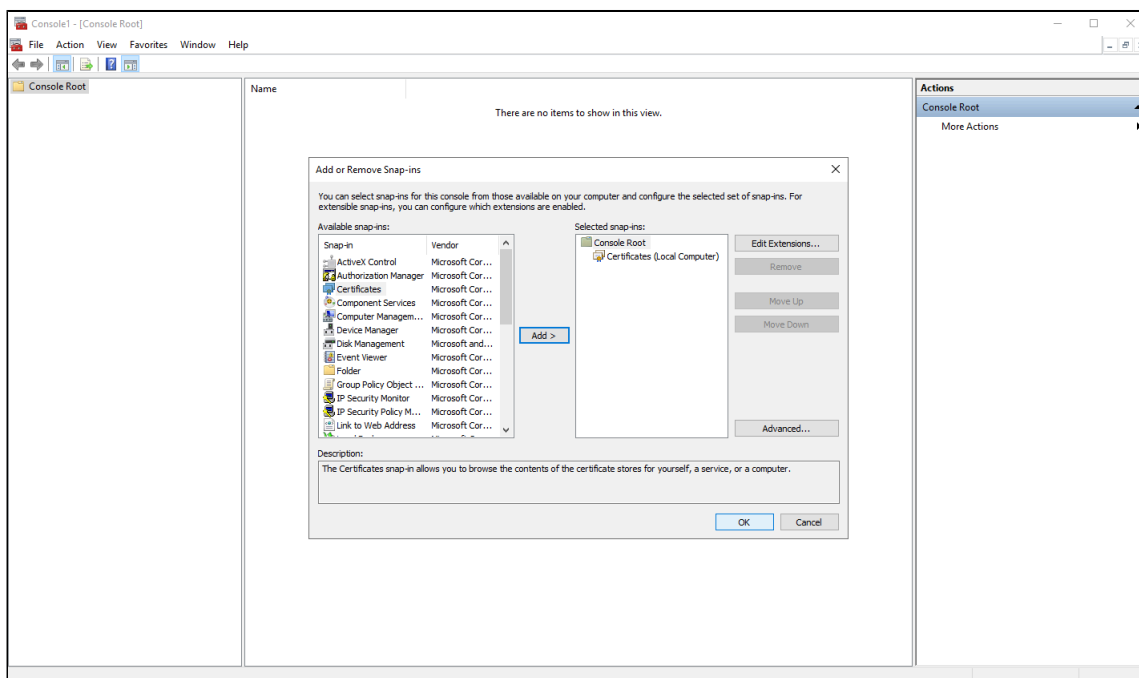 Console1 - [Console Root]
File Action View Favorites Window Help
Console Root
Name
There are no items to show in this view.
Actions
Console Root
More Actions
Add or Remove Snap-ins
You can select snap-ins for this console from those available on your computer and configure the selected set of snap-ins. For
extensible snap-ins, you can configure which extensions are enabled.
Available snap-ins:
Snap-in Vendor
ActiveX Control Microsoft Cor...
Authorization Manager Microsoft Cor...
Certificates Microsoft Cor...
Component Services Microsoft Cor...
Computer Managem... Microsoft Cor...
Device Manager Microsoft Cor...
Disk Management Microsoft and...
Event Viewer Microsoft Cor...
Folder Microsoft Cor...
Group Policy Object ... Microsoft Cor...
IP Security Monitor Microsoft Cor...
IP Security Policy M... Microsoft Cor...
Link to Web Address Microsoft Cor...
Add >
Selected snap-ins:
Console Root
Certificates (Local Computer)
Edit Extensions...
Remove
Move Up
Move Down
Advanced...
Description:
The Certificates snap-in allows you to browse the contents of the certificate stores for yourself, a service, or a computer.
OK Cancel